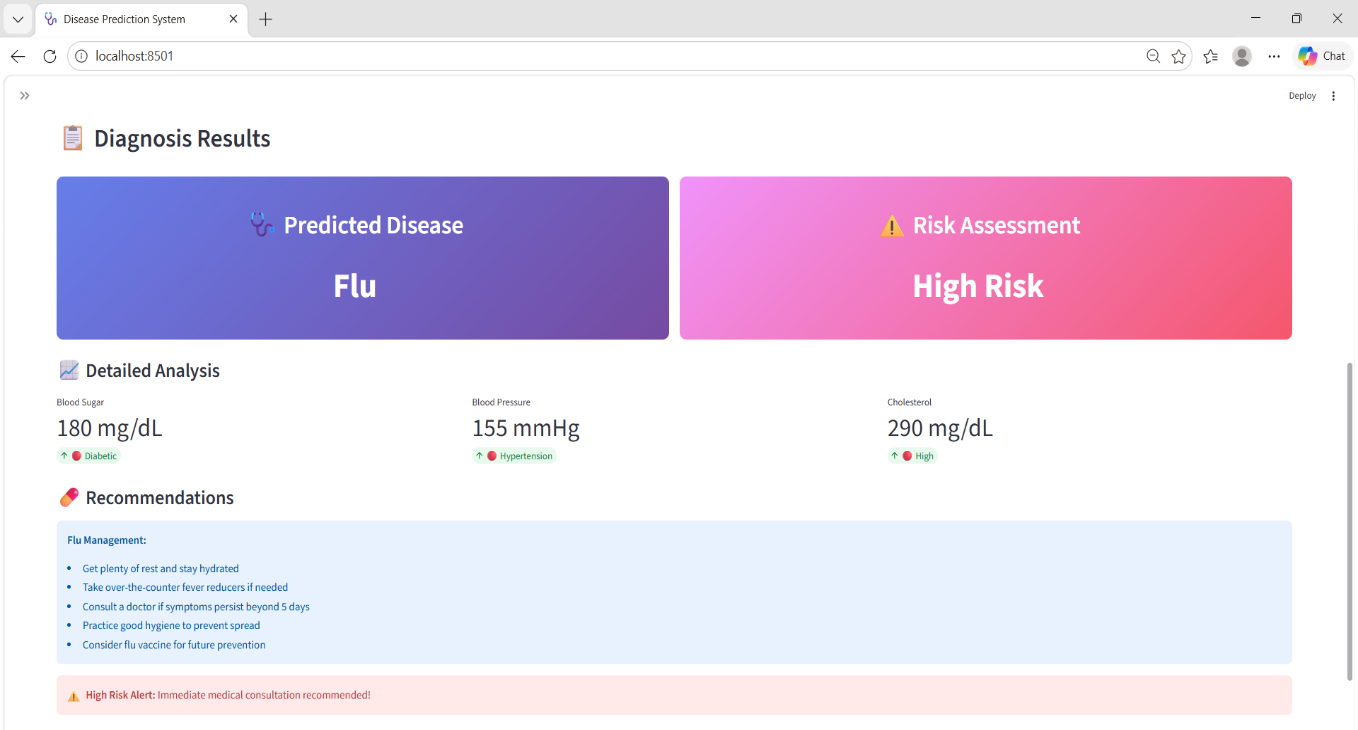 Disease Prediction System
localhost:8501
Chat
Deploy
Diagnosis Results
Predicted Disease
Flu
Risk Assessment
High Risk
Detailed Analysis
Blood Sugar
180 mg/dL
↑ Diabetic
Blood Pressure
155 mmHg
↑ Hypertension
Cholesterol
290 mg/dL
↑ High
Recommendations
Flu Management:
• Get plenty of rest and stay hydrated
• Take over-the-counter fever reducers if needed
• Consult a doctor if symptoms persist beyond 5 days
• Practice good hygiene to prevent spread
• Consider flu vaccine for future prevention
High Risk Alert: Immediate medical consultation recommended!